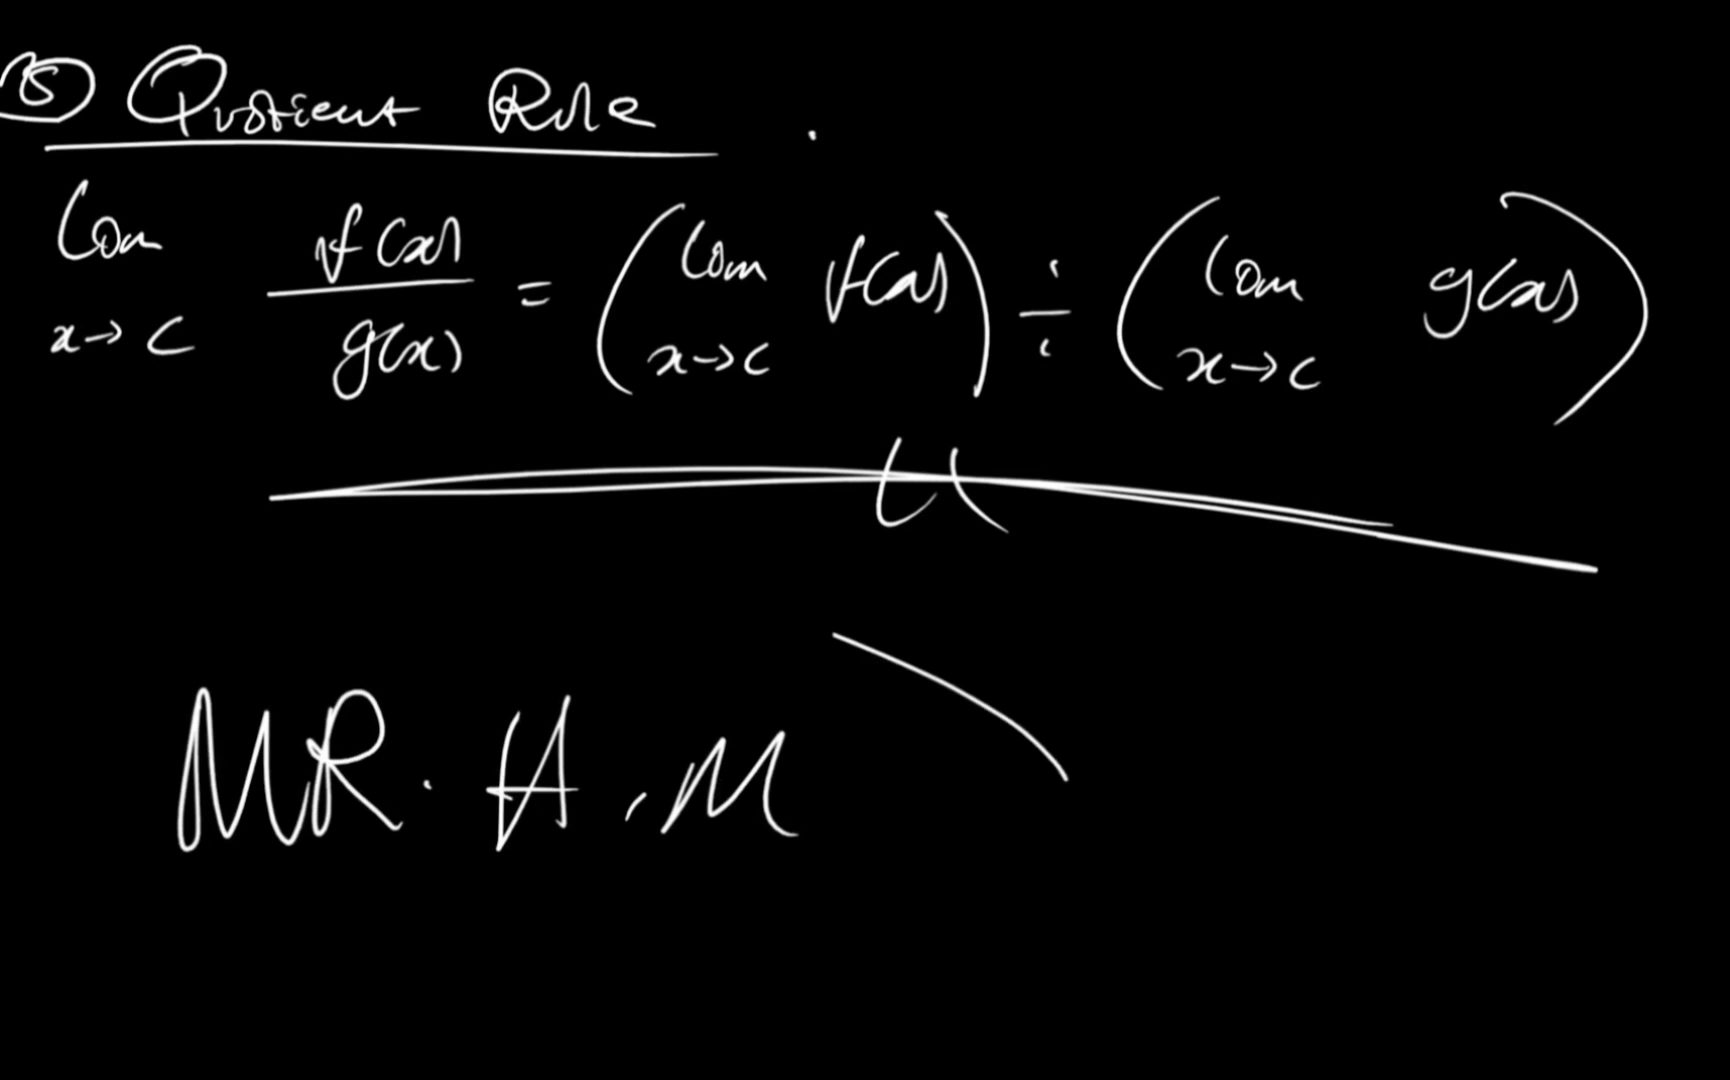 ⑤ Quotient Rule .
lim x→c f(x)/g(x) = (lim x→c f(x)) ÷ (lim x→c g(x))
MR. H.M